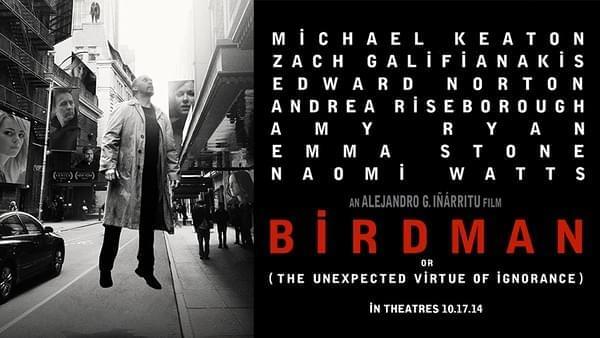 MiCHAEL KEATON
ZACH GALiFiANAKiS
EDWARD NORTON
ANDREA RiSEBOROUGH
AMY RYAN
EMMA STONE
NAOMi WATTS
AN ALEJANDRO G. IÑÁRRITU FILM
BiRDMAN
OR
(THE UNEXPECTED ViRTUE OF iGNORANCE)
iN THEATRES 10.17.14